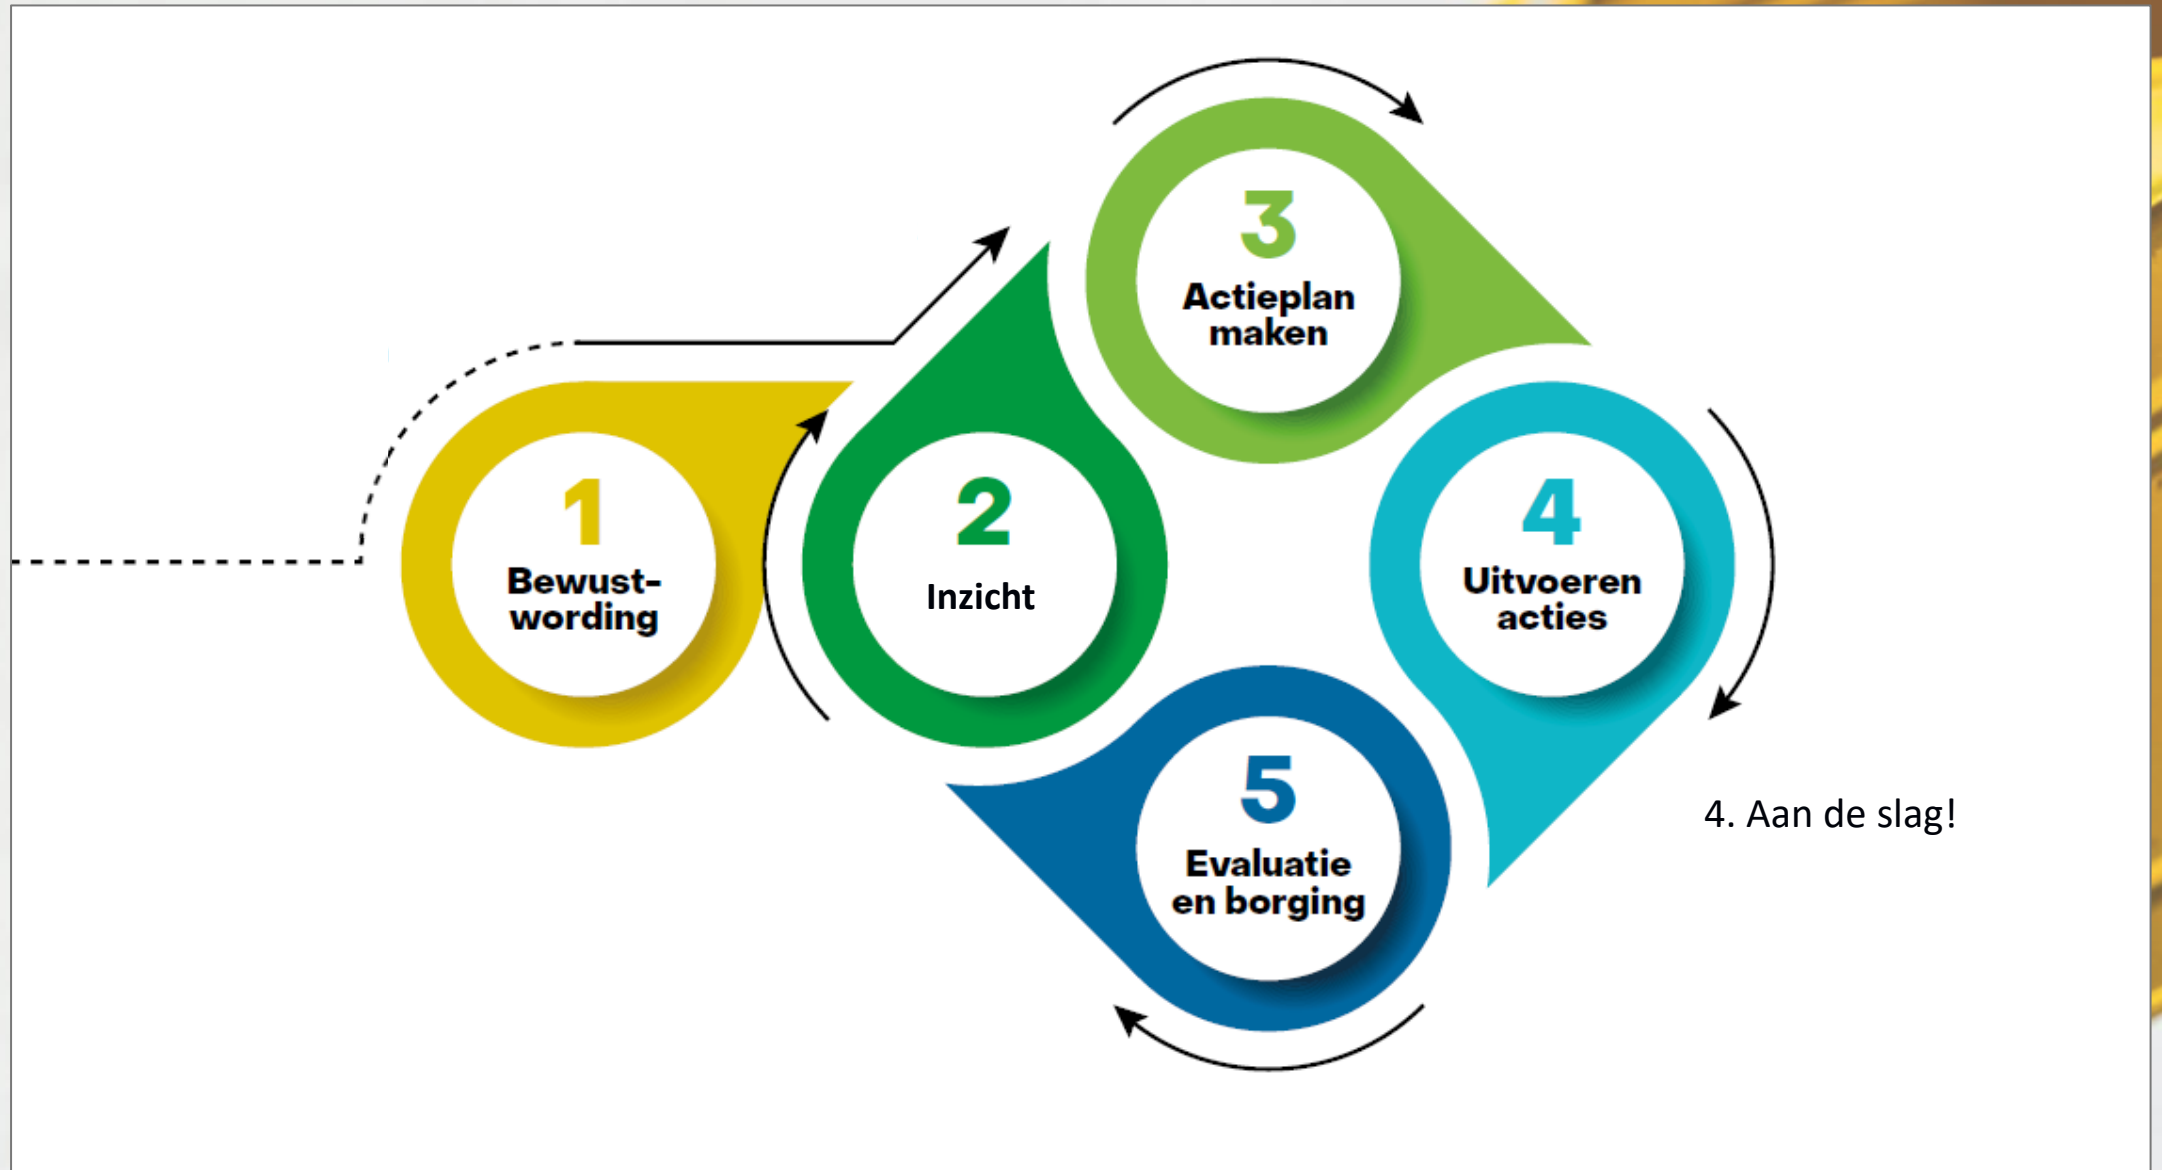 1
Bewust-
wording
2
Inzicht
3
Actieplan
maken
4
Uitvoeren
acties
4. Aan de slag!
5
Evaluatie
en borging